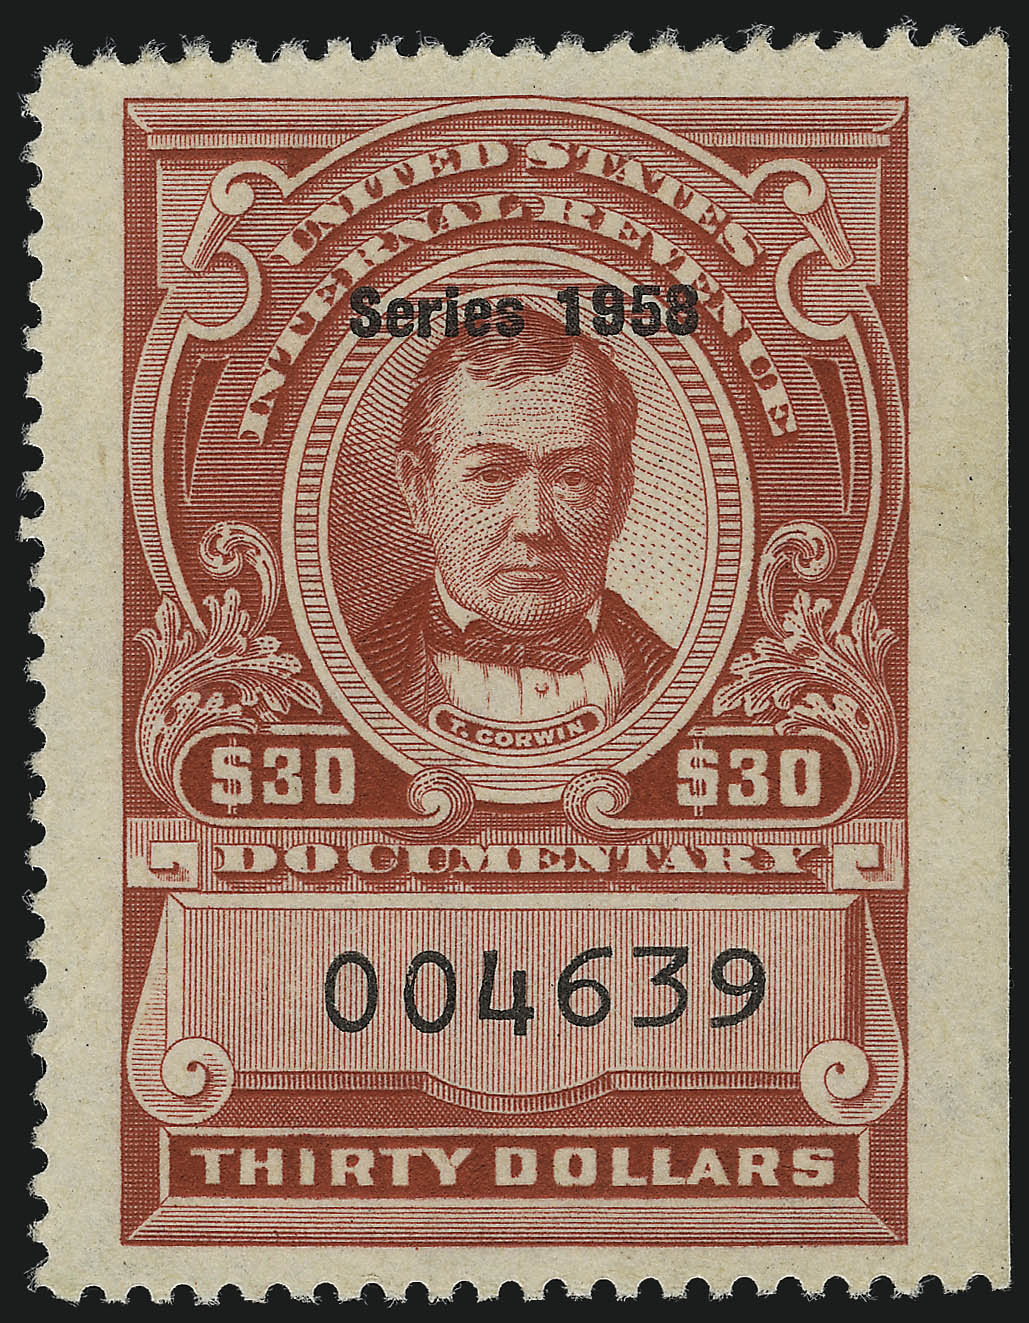 UNITED STATES
INTERNAL REVENUE
Series 1958
T. CORWIN
$30 $30
DOCUMENTARY
004639
THIRTY DOLLARS